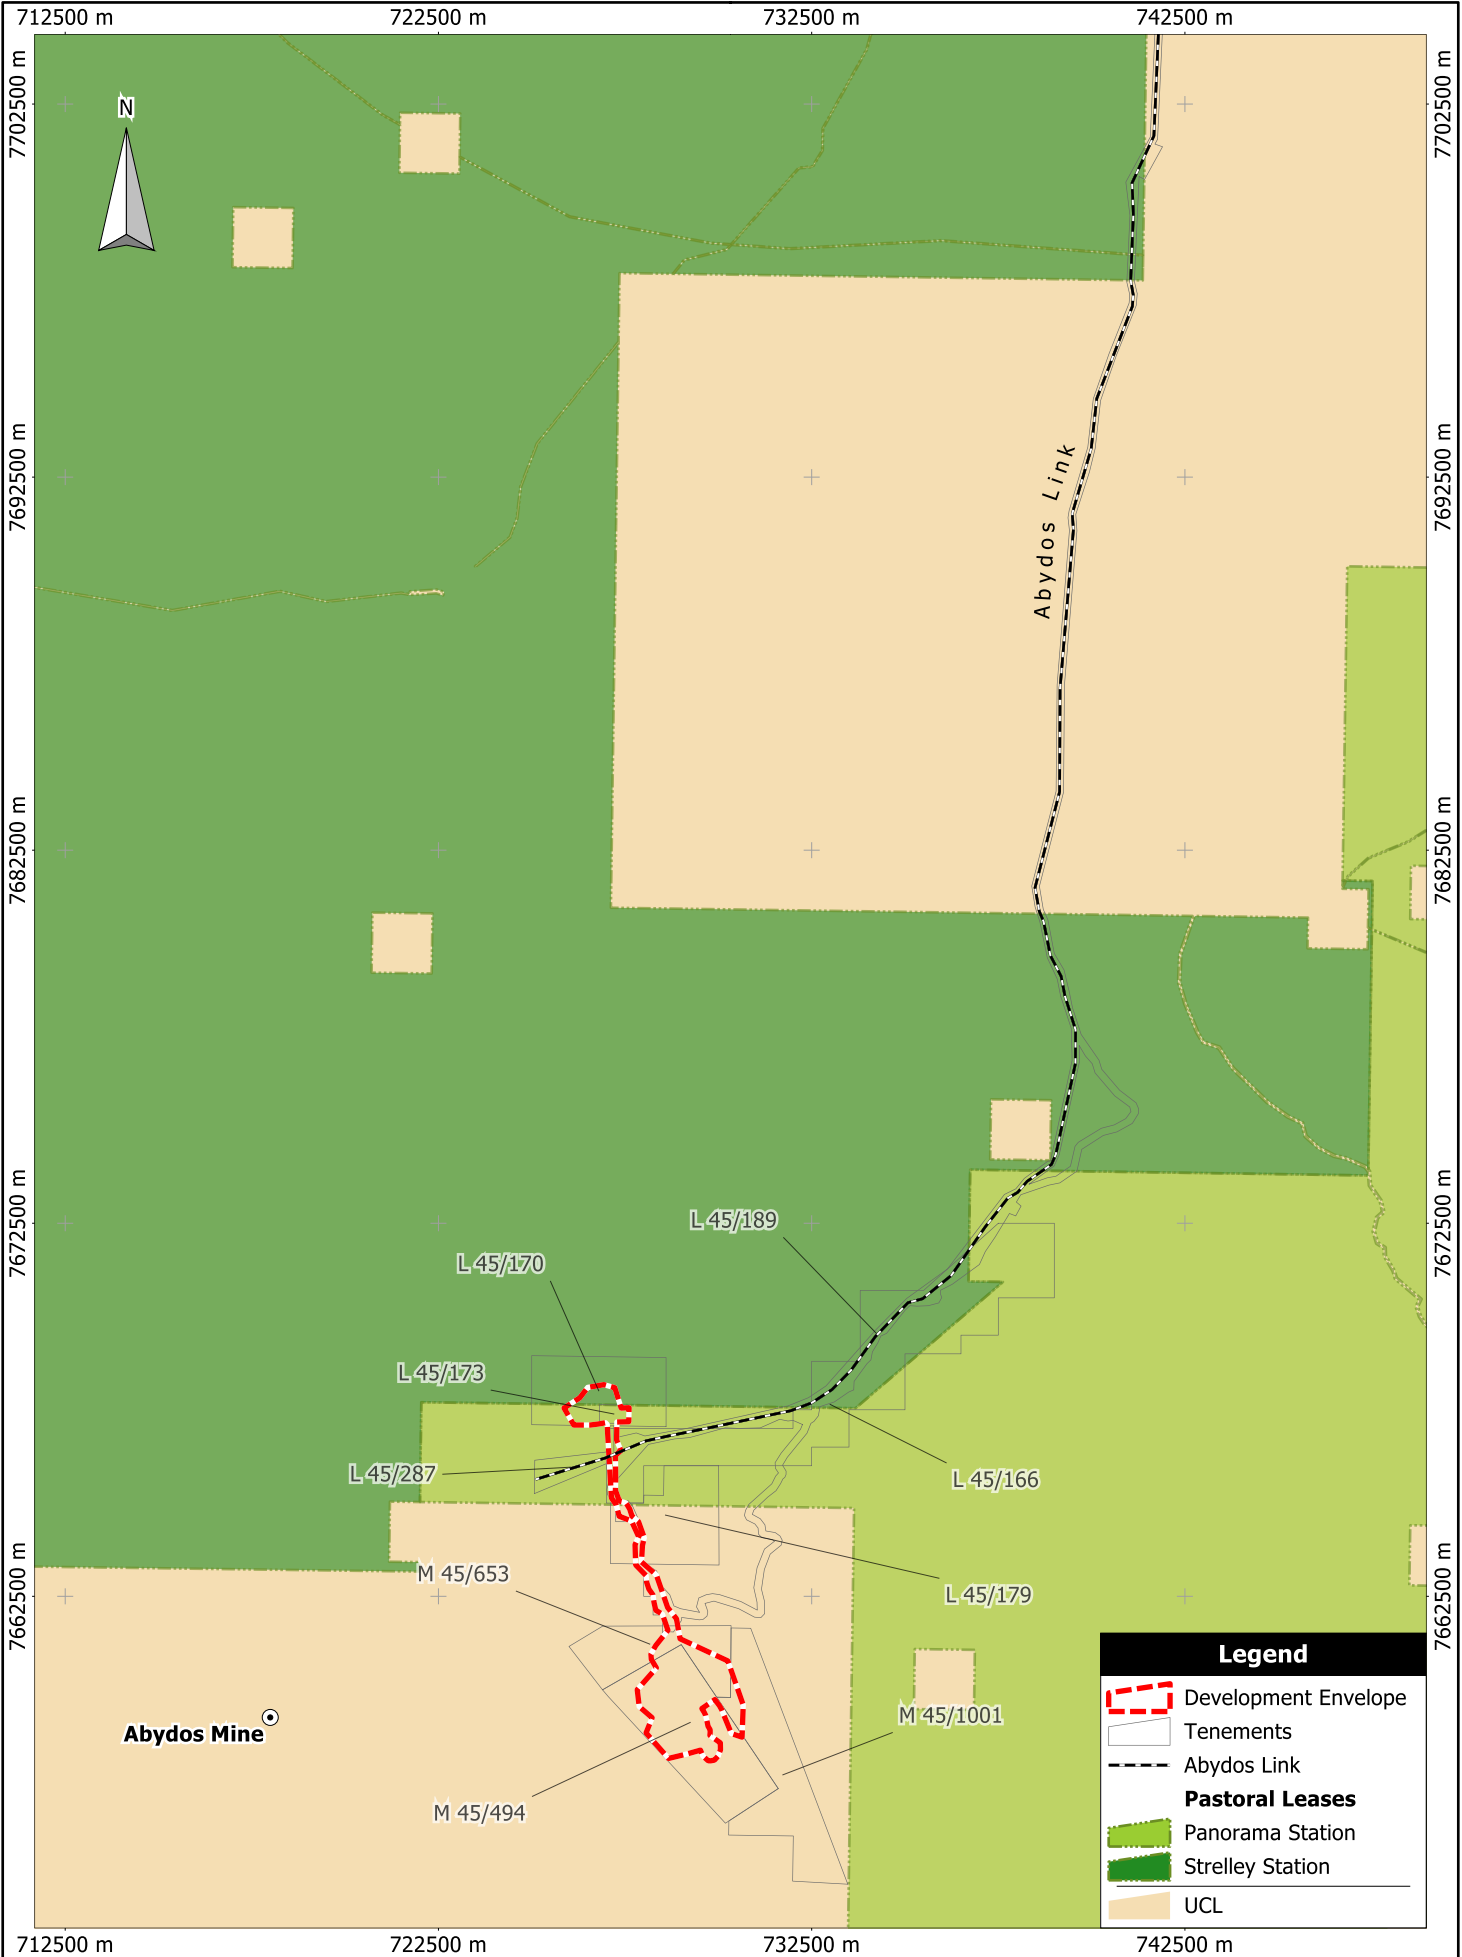 712500 m 722500 m 732500 m 742500 m
7702500 m
7702500 m
N
7692500 m
7692500 m
Abydos Link
7682500 m
7682500 m
7672500 m
7672500 m
L 45/189
L 45/170
L 45/173
L 45/287
L 45/166
7662500 m
7662500 m
M 45/653
L 45/179
M 45/1001
Abydos Mine
M 45/494
Legend
Development Envelope
Tenements
Abydos Link
Pastoral Leases
Panorama Station
Strelley Station
UCL
712500 m 722500 m 732500 m 742500 m